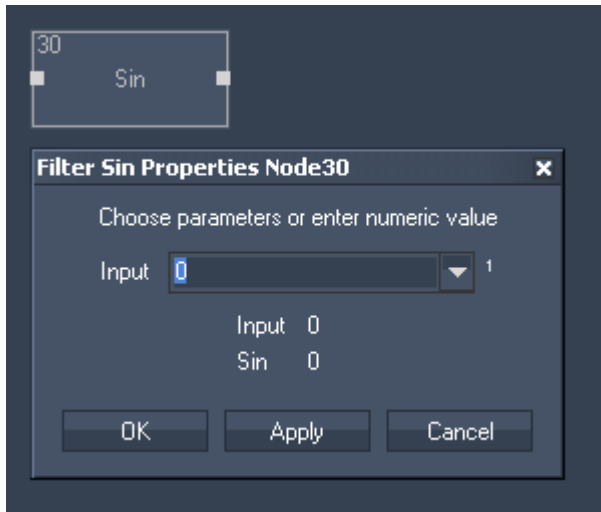 30
Sin
Filter Sin Properties Node30
Choose parameters or enter numeric value
Input 0 1
Input 0
Sin 0
OK Apply Cancel